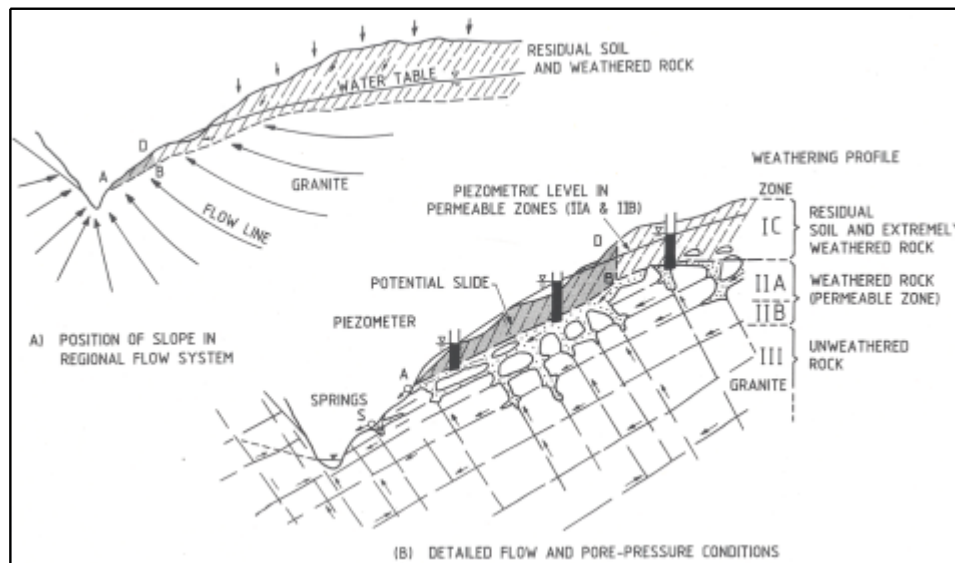 RESIDUAL SOIL
AND WEATHERED ROCK
WATER TABLE
D
A
B
GRANITE
FLOW LINE
A) POSITION OF SLOPE IN
REGIONAL FLOW SYSTEM
WEATHERING PROFILE
ZONE
PIEZOMETRIC LEVEL IN
PERMEABLE ZONES (IIA & IIB)
IC
RESIDUAL
SOIL AND EXTREMELY
WEATHERED ROCK
D
B
POTENTIAL SLIDE
IIA
WEATHERED ROCK
(PERMEABLE ZONE)
IIB
PIEZOMETER
III
UNWEATHERED
ROCK
GRANITE
A
SPRINGS
S
(B) DETAILED FLOW AND PORE-PRESSURE CONDITIONS